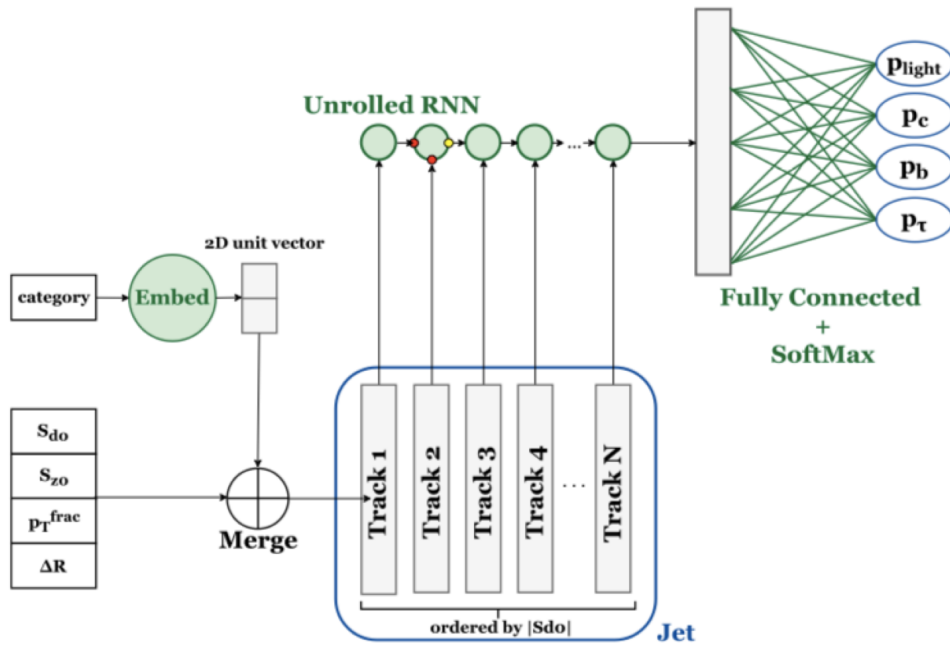 p_light
p_c
p_b
p_τ
Unrolled RNN
...
2D unit vector
category
Embed
Fully Connected
+
SoftMax
S_do
S_zo
p_T^frac
ΔR
Merge
Track 1
Track 2
Track 3
Track 4
...
Track N
ordered by |Sdo|
Jet